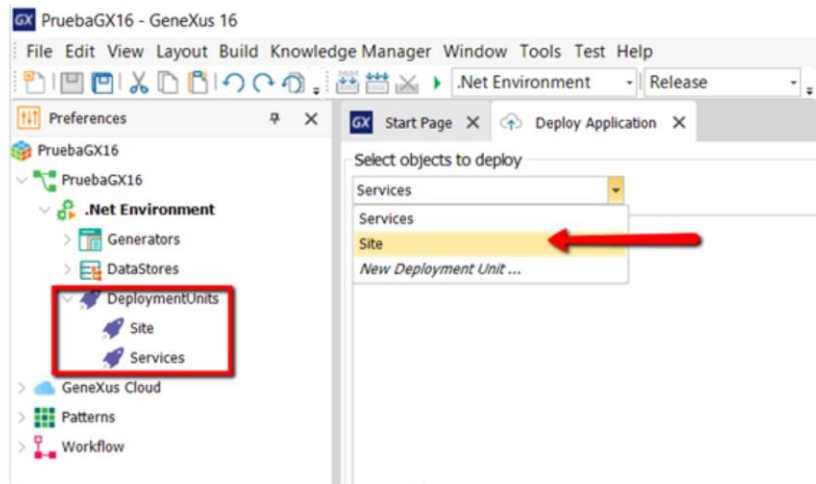 GX PruebaGX16 - GeneXus 16
File Edit View Layout Build Knowledge Manager Window Tools Test Help
.Net Environment Release
Preferences
PruebaGX16
PruebaGX16
.Net Environment
Generators
DataStores
DeploymentUnits
Site
Services
GeneXus Cloud
Patterns
Workflow
GX Start Page Deploy Application
Select objects to deploy
Services
Services
Site
New Deployment Unit ...